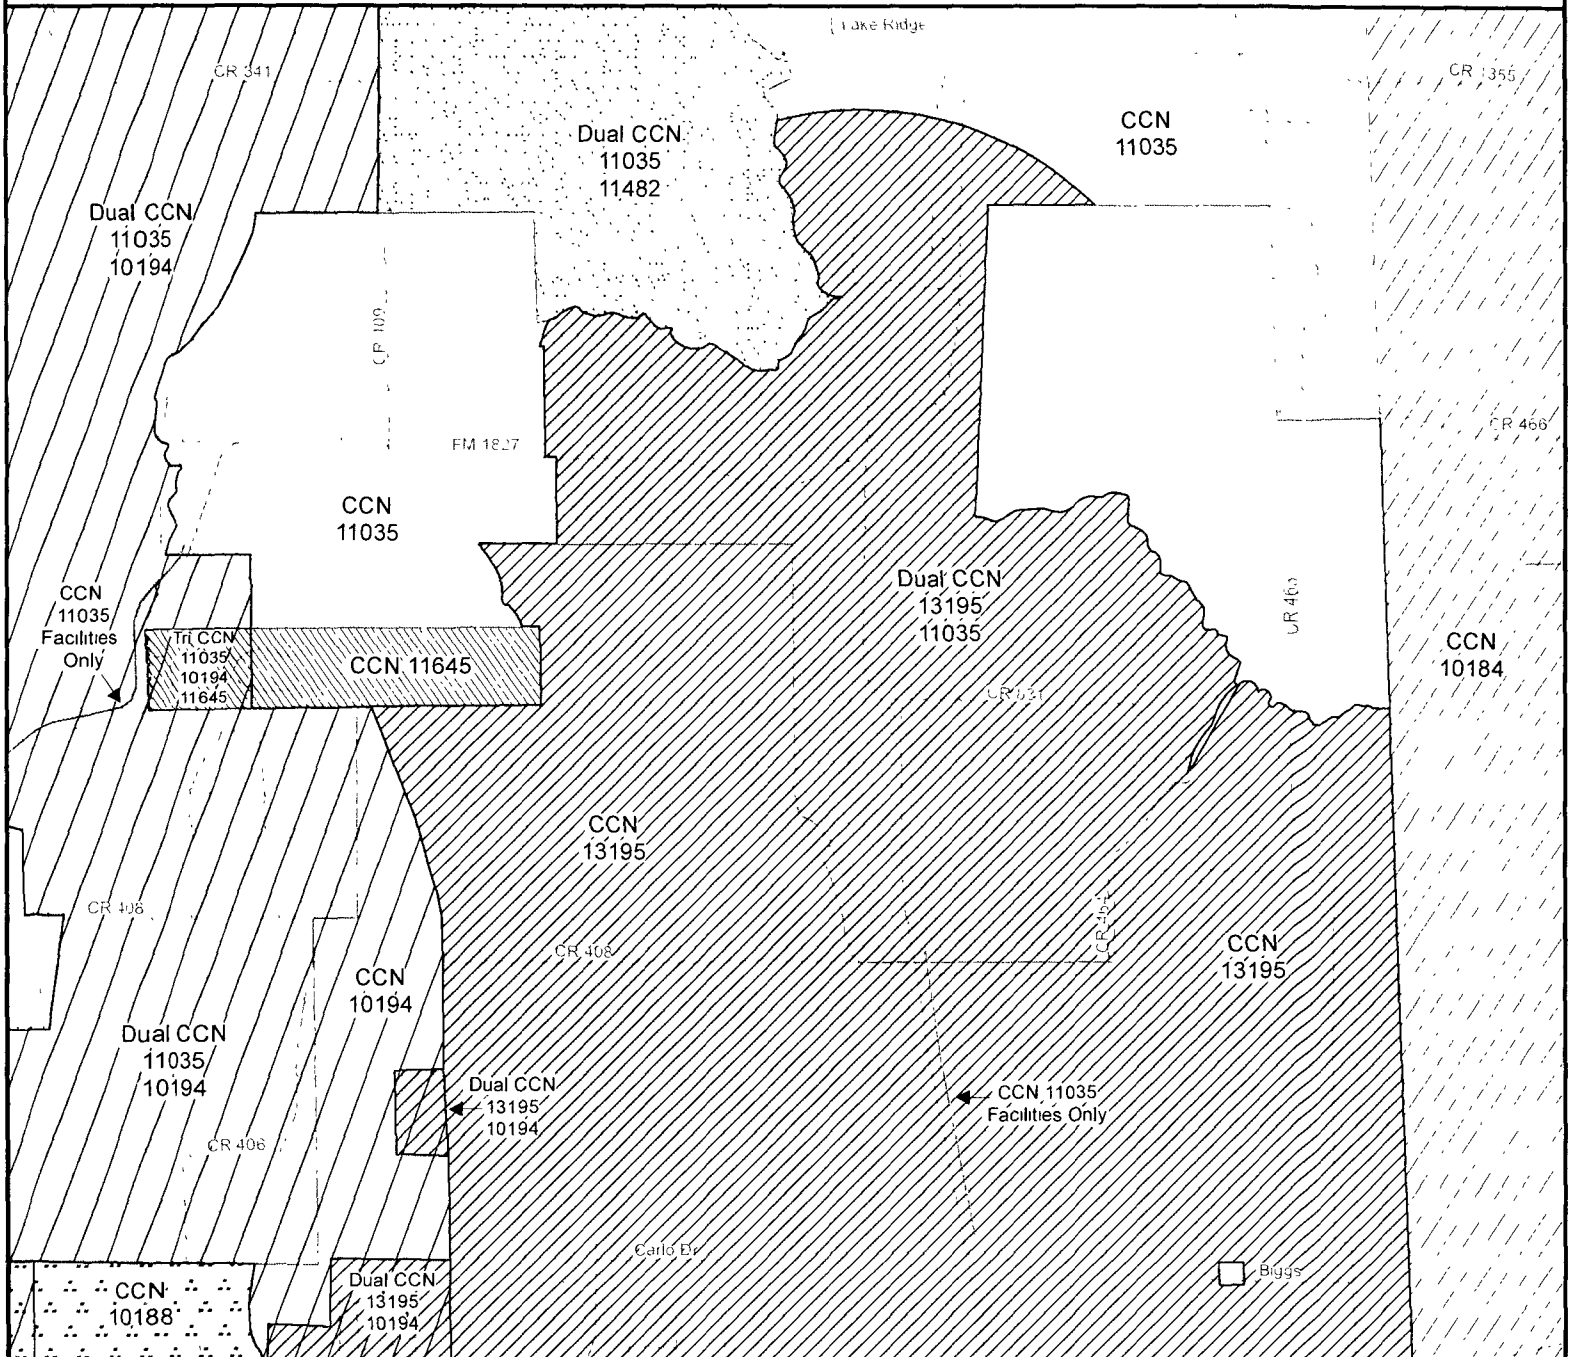 Lake Ridge
CR 341
CR 1355
CCN
11035
Dual CCN
11035
11482
Dual CCN
11035
10194
CR 409
CR 466
FM 1827
CCN
11035
Dual CCN
13195
11035
CCN
11035
Facilities
Only
CCN
10184
Tri CCN
11035
10194
11645
CCN 11645
CCN
13195
CR 408
CR 408
CCN
13195
CCN
10194
Dual CCN
11035
10194
Dual CCN
13195
10194
CCN 11035
Facilities Only
CR 406
Carlo Dr
Biggs
CCN
10188
Dual CCN
13195
10194